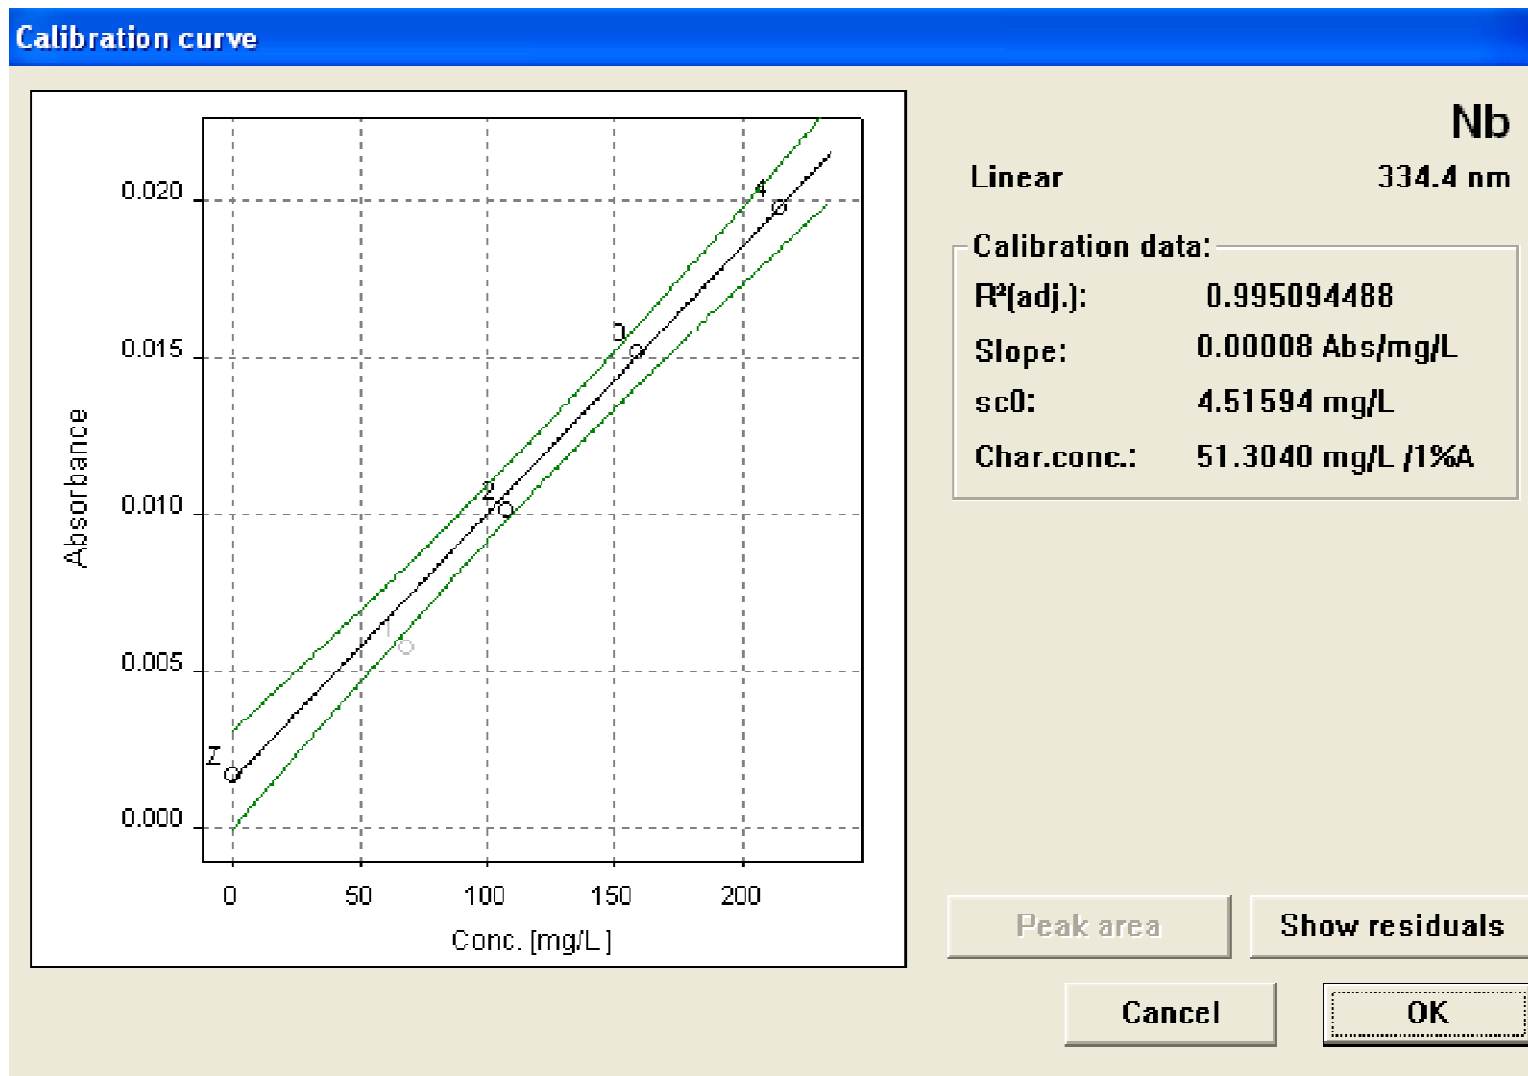 Calibration curve
0.020
0.015
0.010
0.005
0.000
Absorbance
Z
1
2
3
4
0
50
100
150
200
Conc. [mg/L]
Nb
Linear
334.4 nm
Calibration data:
R²(adj.): 0.995094488
Slope: 0.00008 Abs/mg/L
sc0: 4.51594 mg/L
Char.conc.: 51.3040 mg/L /1%A
Peak area
Show residuals
Cancel
OK